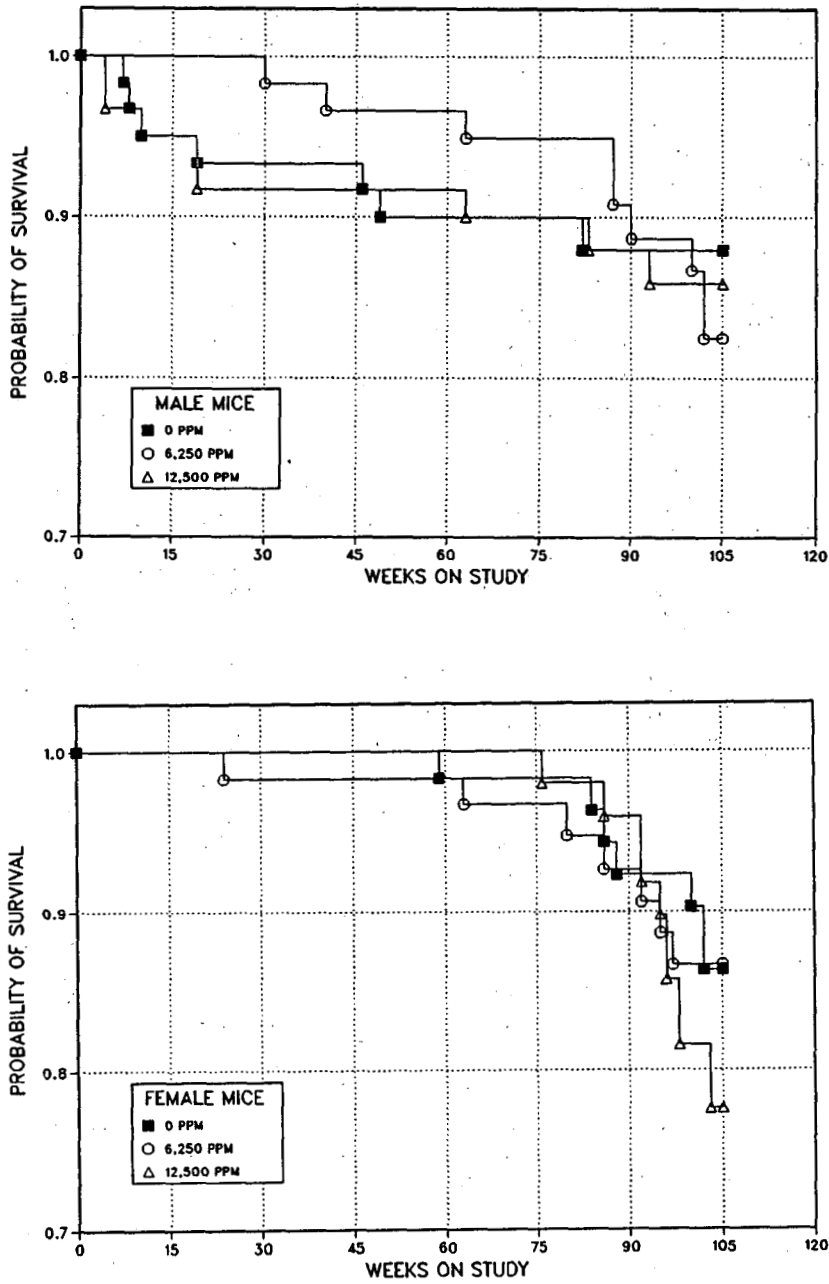 PROBABILITY OF SURVIVAL
1.0
0.9
0.8
0.7
MALE MICE
0 PPM
6,250 PPM
12,500 PPM
0 15 30 45 60 75 90 105 120
WEEKS ON STUDY
PROBABILITY OF SURVIVAL
1.0
0.9
0.8
0.7
FEMALE MICE
0 PPM
6,250 PPM
12,500 PPM
0 15 30 45 60 75 90 105 120
WEEKS ON STUDY